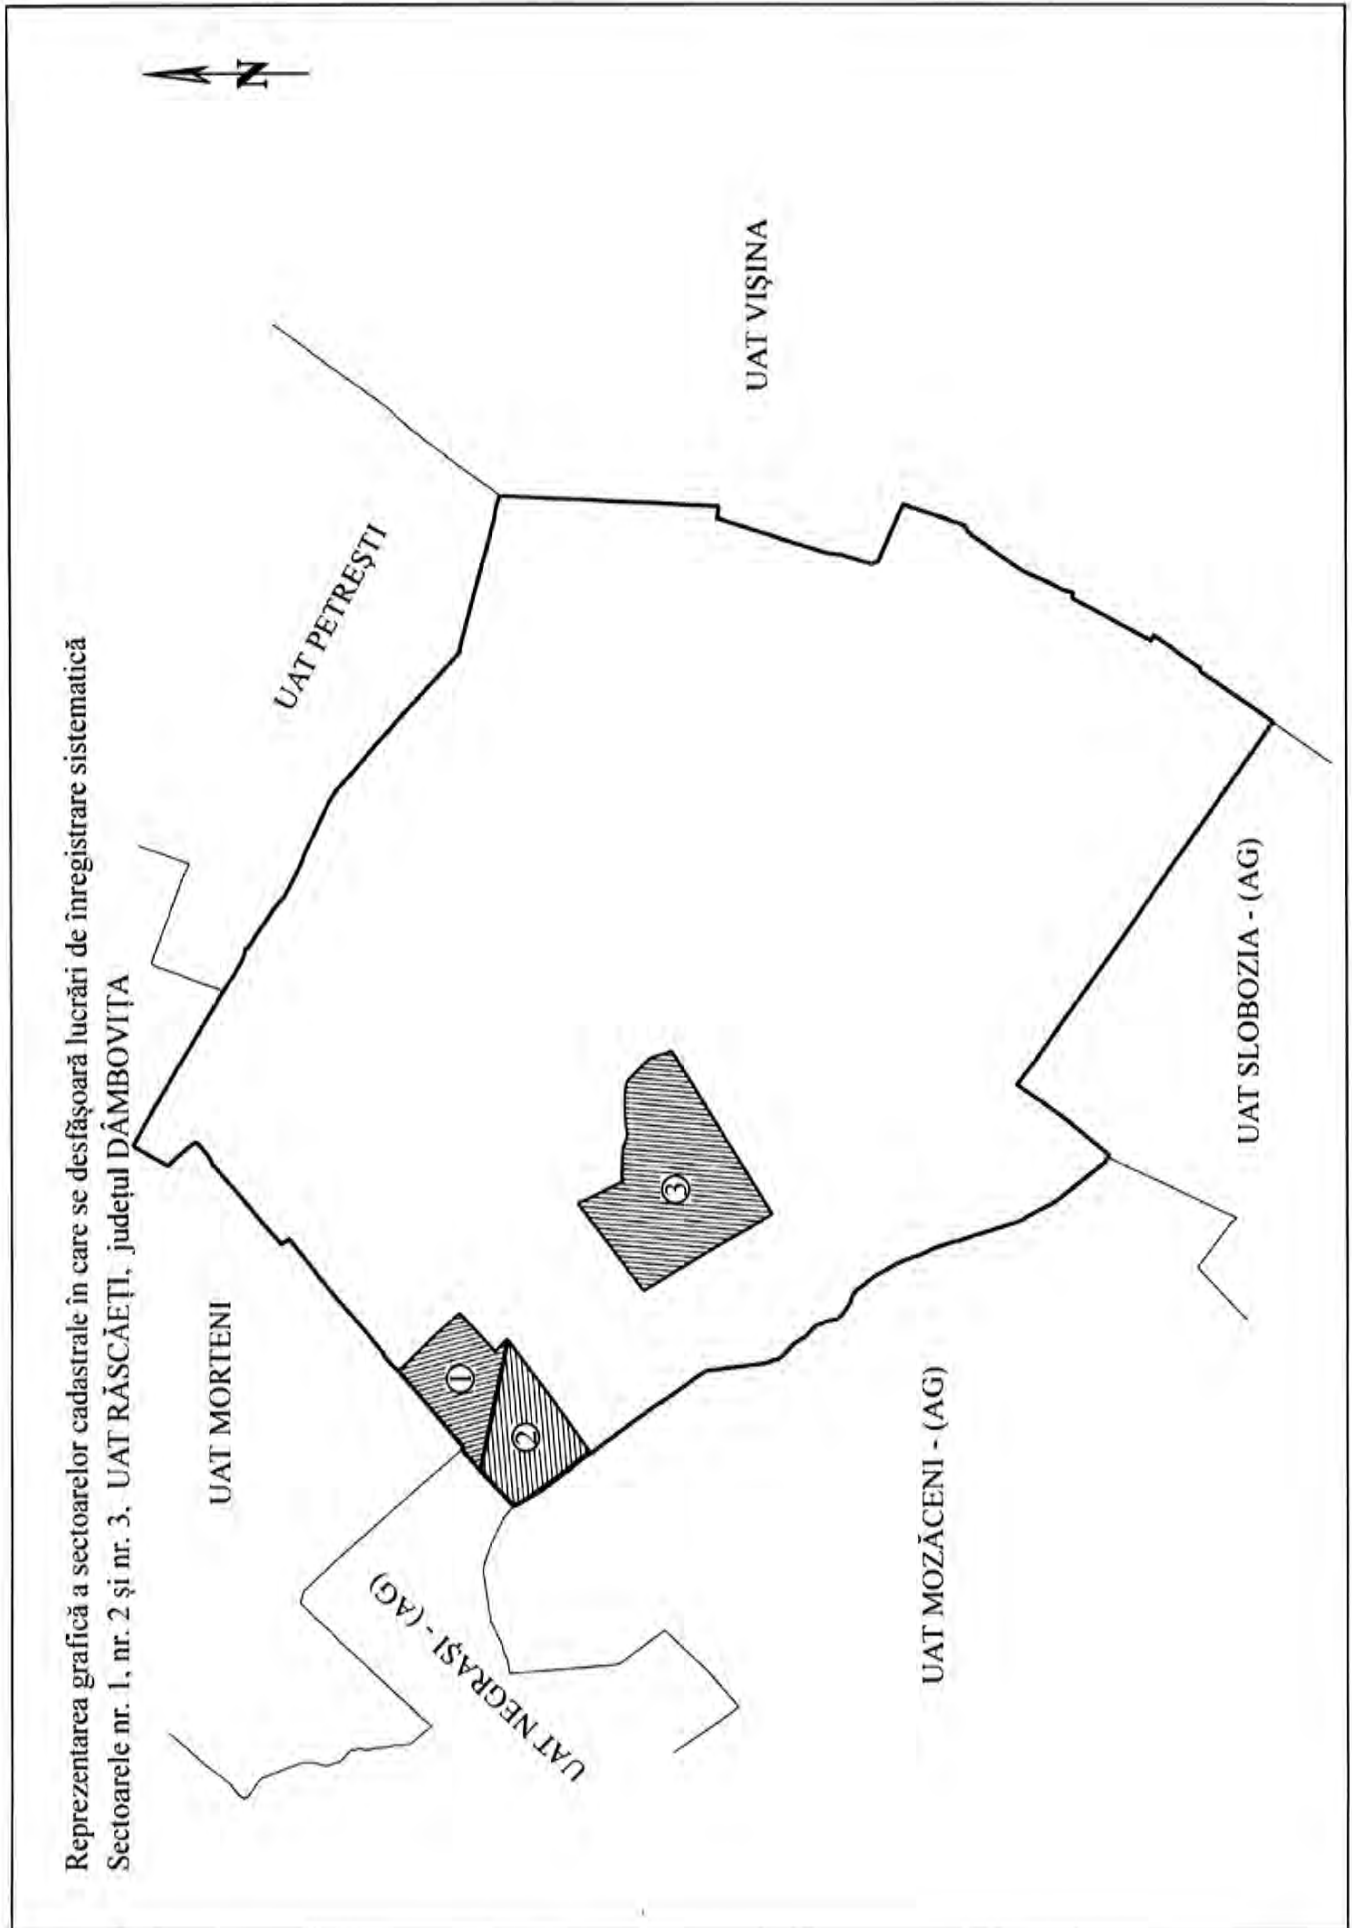 Reprezentarea grafică a sectoarelor cadastrale în care se desfășoară lucrări de înregistrare sistematică
Sectoarele nr. 1, nr. 2 și nr. 3, UAT RĂSCĂEȚI, județul DÂMBOVIȚA
N
UAT MORTENI
UAT PETREȘTI
UAT VIȘINA
UAT NEGRAȘI - (AG)
1
2
3
UAT MOZĂCENI - (AG)
UAT SLOBOZIA - (AG)